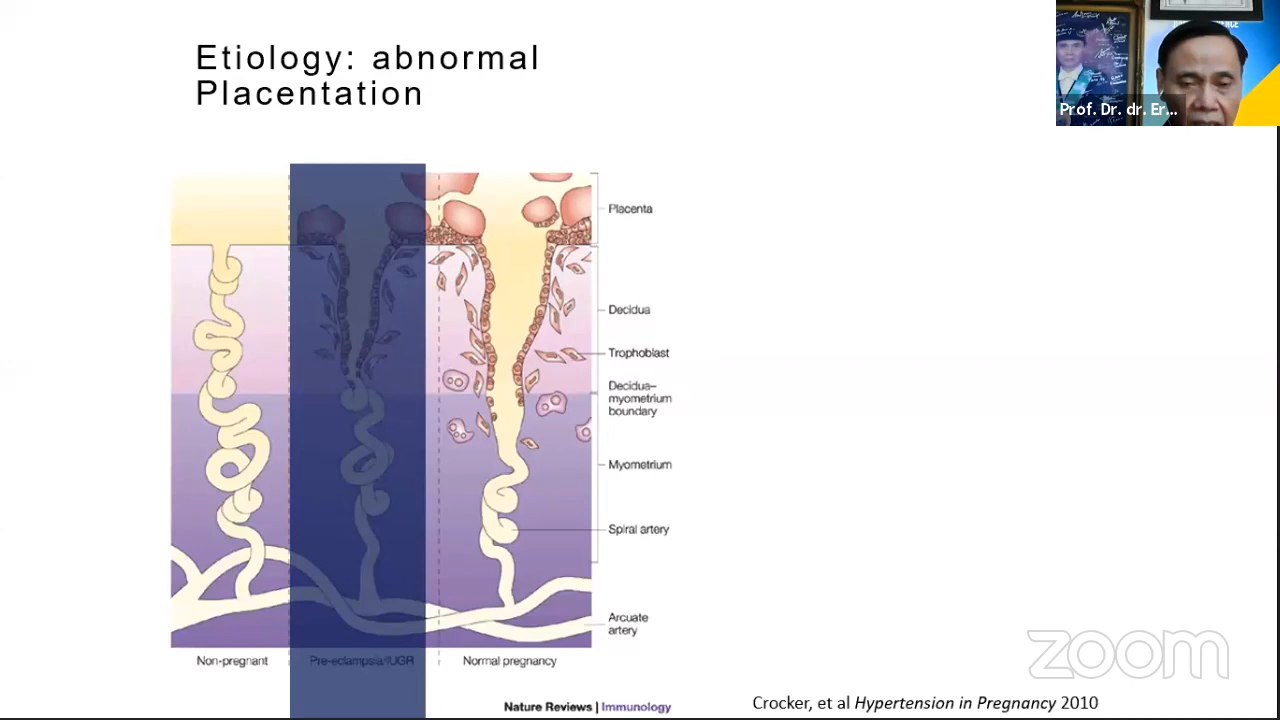 Etiology: abnormal
Placentation
Prof. Dr. dr. Er...
Placenta
Decidua
Trophoblast
Decidua–
myometrium
boundary
Myometrium
Spiral artery
Arcuate
artery
Non-pregnant
Pre-eclampsia/IUGR
Normal pregnancy
Nature Reviews | Immunology
Crocker, et al Hypertension in Pregnancy 2010
zoom